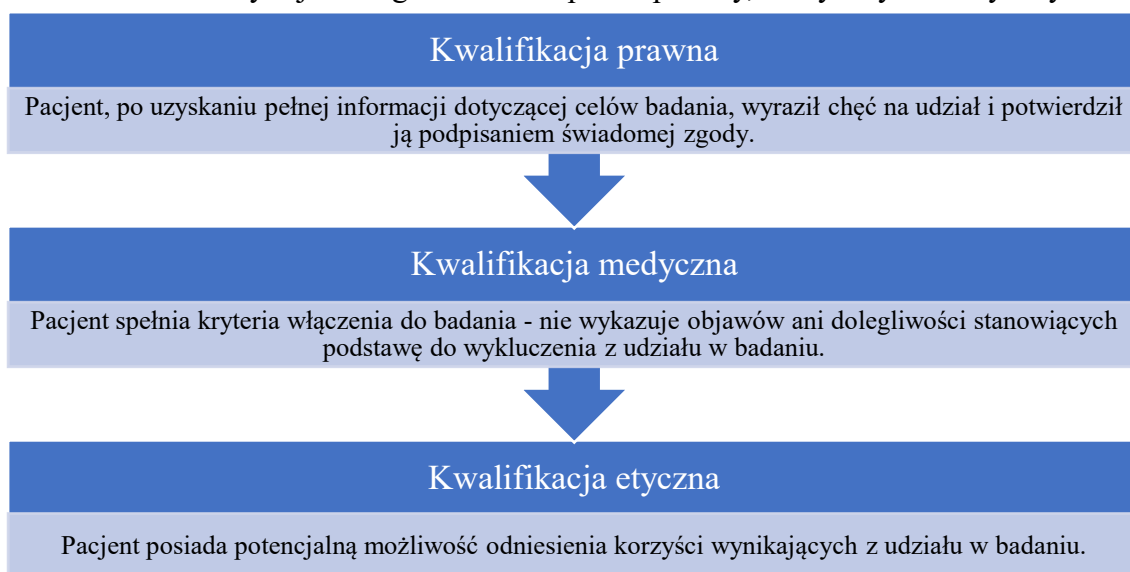 Kwalifikacja prawna
Pacjent, po uzyskaniu pełnej informacji dotyczącej celów badania, wyraził chęć na udział i potwierdził
ją podpisaniem świadomej zgody.
Kwalifikacja medyczna
Pacjent spełnia kryteria włączenia do badania - nie wykazuje objawów ani dolegliwości stanowiących
podstawę do wykluczenia z udziału w badaniu.
Kwalifikacja etyczna
Pacjent posiada potencjalną możliwość odniesienia korzyści wynikających z udziału w badaniu.